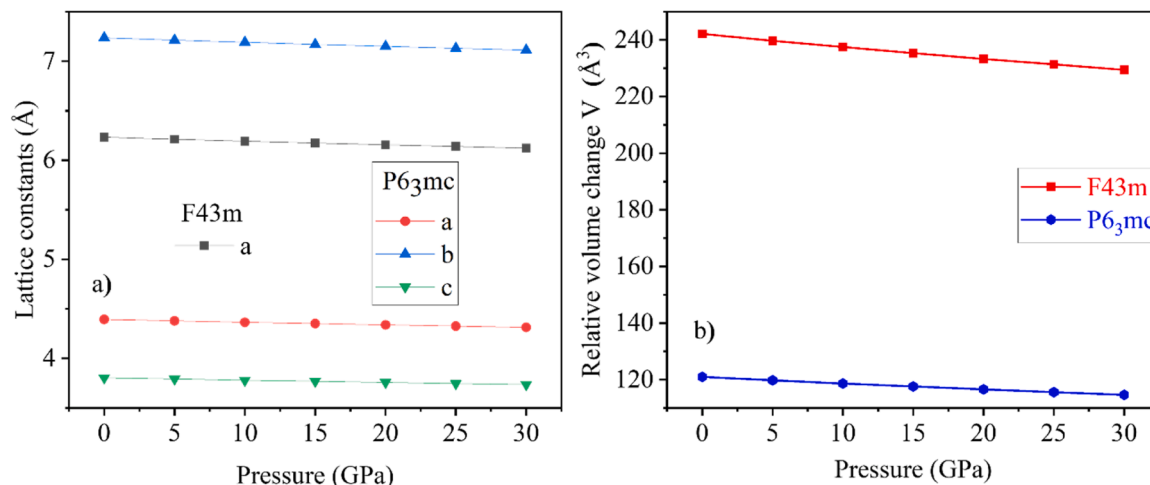 Lattice constants (Å)
7
6
5
4
F43m
a
P6₃mc
a
b
c
a)
0 5 10 15 20 25 30
Pressure (GPa)
Relative volume change V (Å³)
240
220
200
180
160
140
120
F43m
P6₃mc
b)
0 5 10 15 20 25 30
Pressure (GPa)